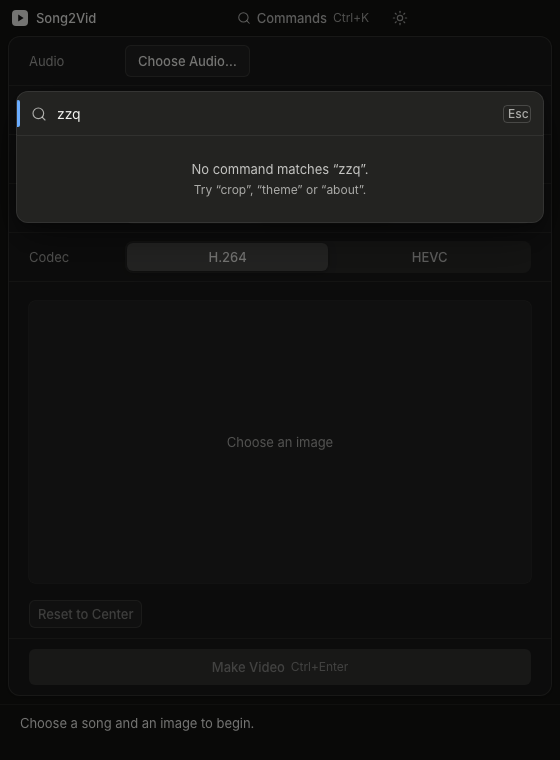 Song2Vid
Commands Ctrl+K
Audio
Choose Audio...
zzq
Esc
No command matches “zzq”.
Try “crop”, “theme” or “about”.
Codec
H.264
HEVC
Choose an image
Reset to Center
Make Video Ctrl+Enter
Choose a song and an image to begin.